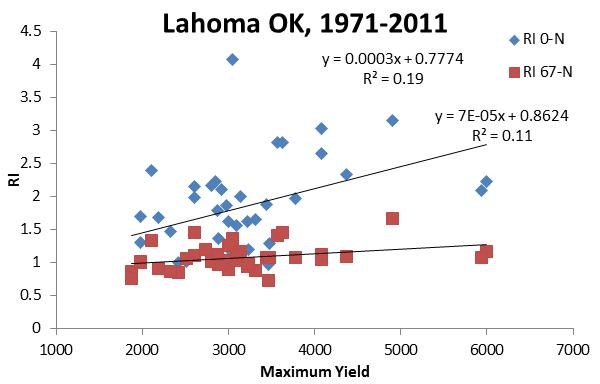 Lahoma OK, 1971-2011
RI 0-N
RI 67-N
y = 0.0003x + 0.7774
R² = 0.19
y = 7E-05x + 0.8624
R² = 0.11
4.5
4
3.5
3
2.5
2
1.5
1
0.5
0
RI
1000 2000 3000 4000 5000 6000 7000
Maximum Yield